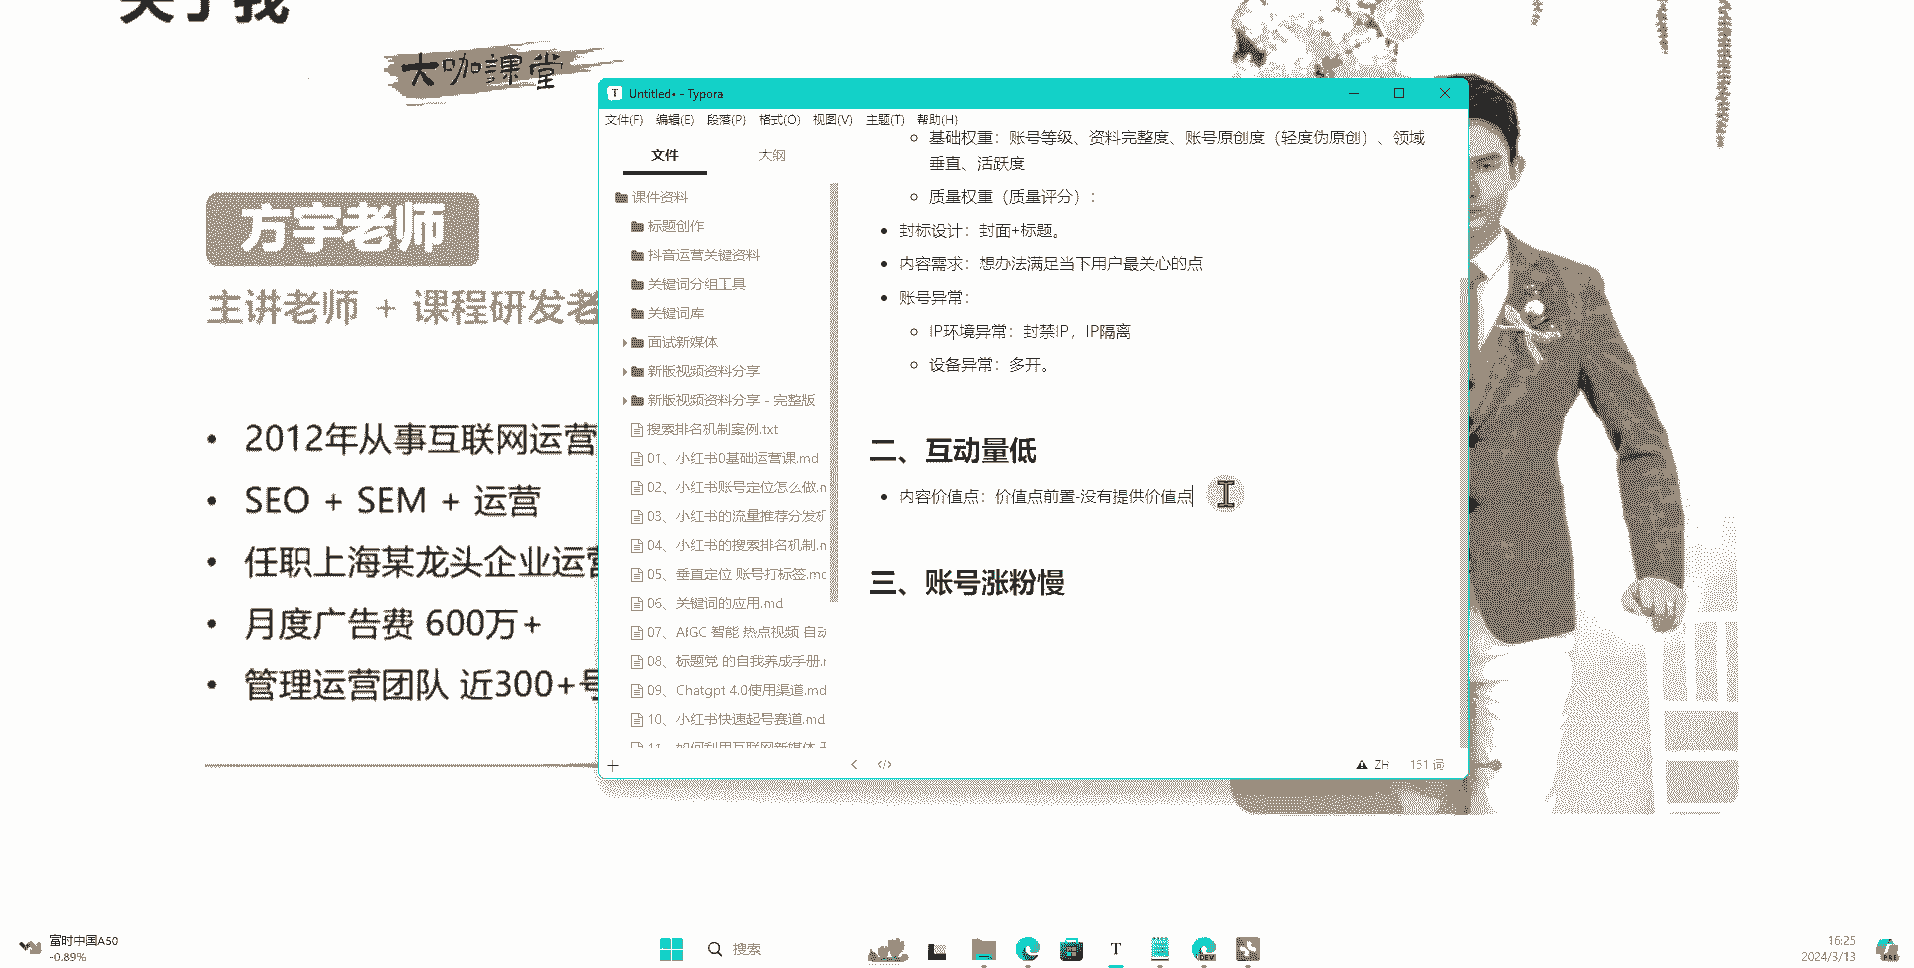 关于我
大咖課堂
方宇老师
主讲老师 + 课程研发老
2012年从事互联网运营
SEO + SEM + 运营
任职上海某龙头企业运营
月度广告费 600万+
管理运营团队 近300+号
Untitled• - Typora
文件(F) 编辑(E) 段落(P) 格式(O) 视图(V) 主题(T) 帮助(H)
文件 大纲
课件资料
标题创作
抖音运营关键资料
关键词分组工具
关键词库
面试新媒体
新版视频资料分享
新版视频资料分享 - 完整版
搜索排名机制案例.txt
01、小红书0基础运营课.md
02、小红书账号定位怎么做.m
03、小红书的流量推荐分发机
04、小红书的搜索排名机制.m
05、垂直定位 账号打标签.md
06、关键词的应用.md
07、AIGC 智能 热点视频 自动
08、标题党 的自我养成手册.m
09、Chatgpt 4.0使用渠道.md
10、小红书快速起号赛道.md
11、如何利用互联网新媒体
基础权重：账号等级、资料完整度、账号原创度（轻度伪原创）、领域
垂直、活跃度
质量权重（质量评分）：
封标设计：封面+标题。
内容需求：想办法满足当下用户最关心的点
账号异常：
IP环境异常：封禁IP，IP隔离
设备异常：多开。
二、互动量低
内容价值点：价值点前置-没有提供价值点
三、账号涨粉慢
ZH 151 词
富时中国A50
-0.89%
搜索
T
DEV
16:25
2024/3/13
PRE